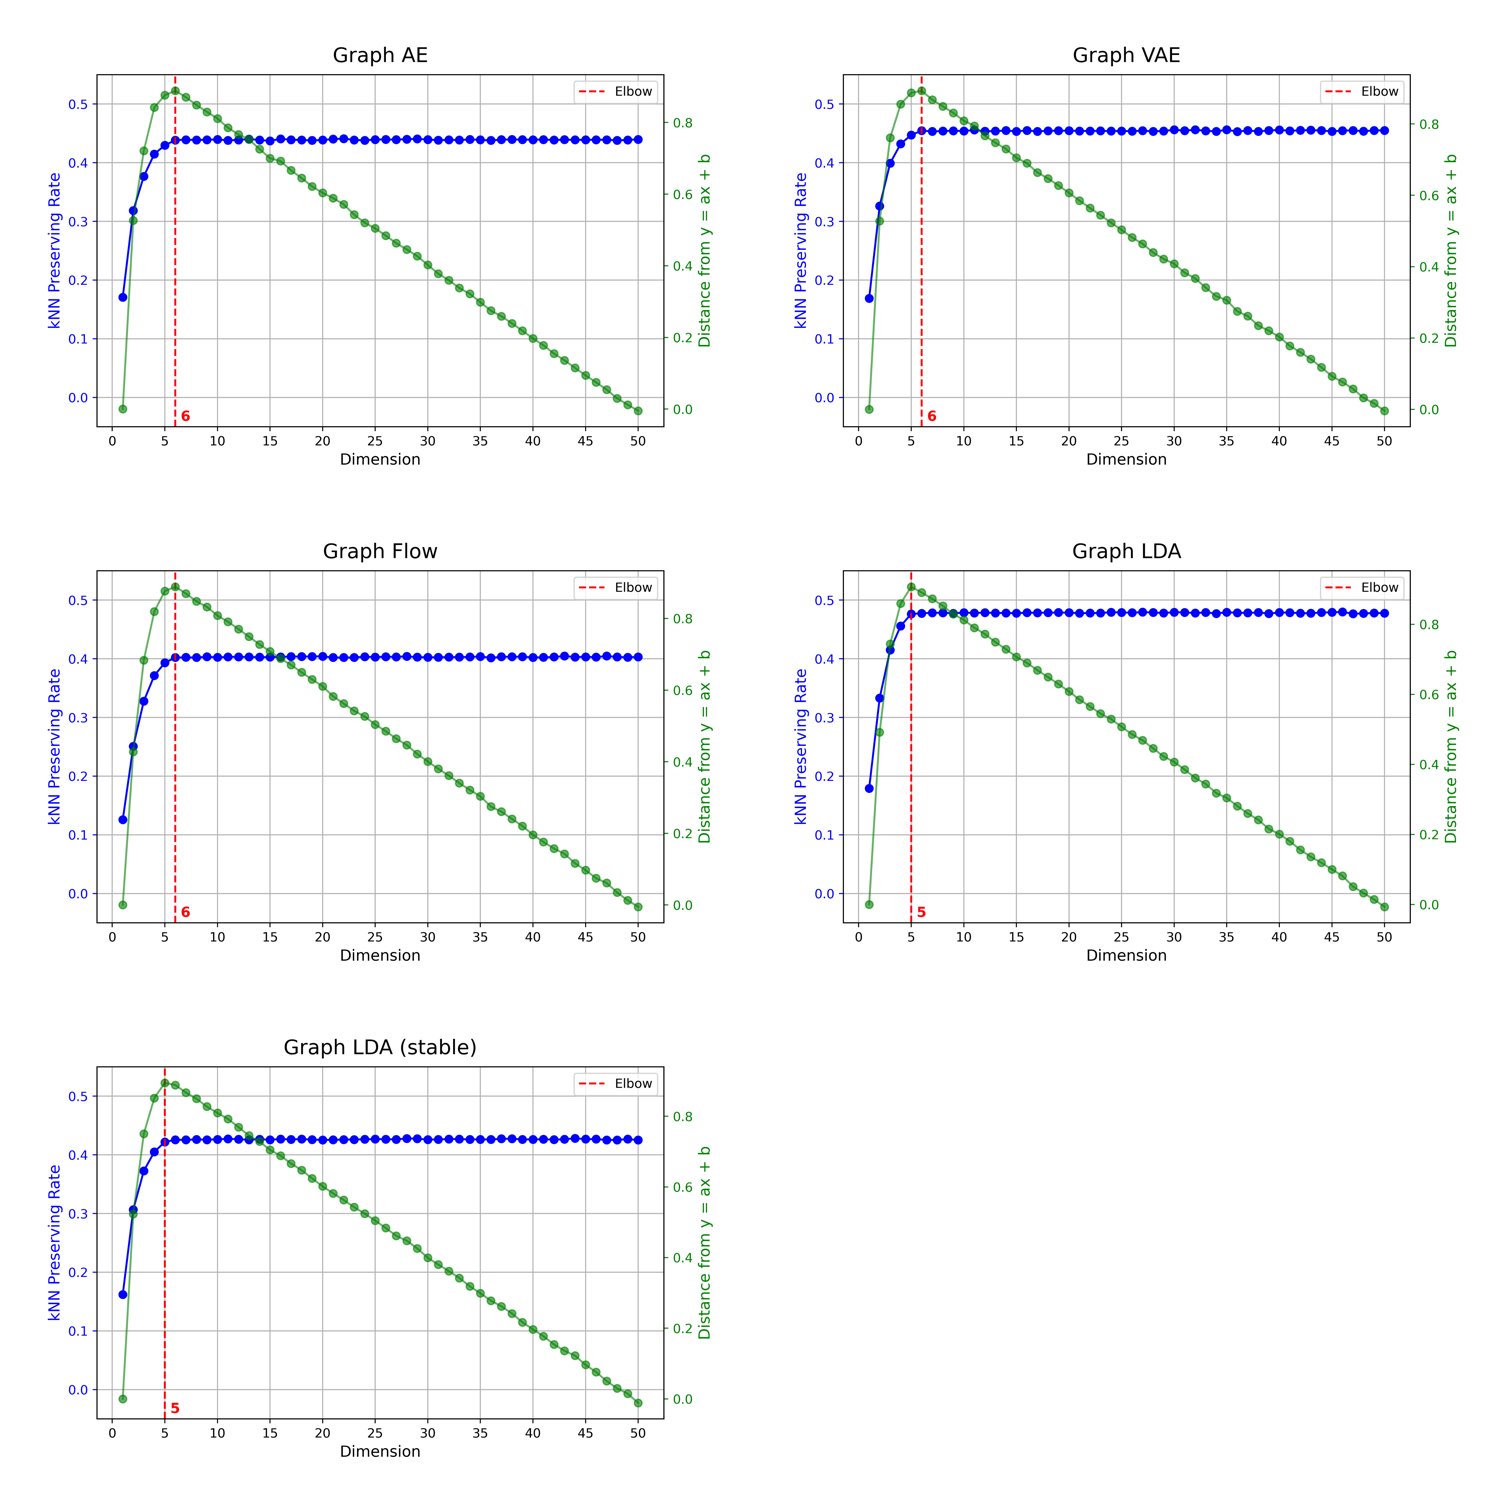 Graph AE
Elbow
0.5
0.4
0.3
0.2
0.1
0.0
kNN Preserving Rate
0.8
0.6
0.4
0.2
0.0
Distance from y = ax + b
6
0 5 10 15 20 25 30 35 40 45 50
Dimension
Graph VAE
Elbow
0.5
0.4
0.3
0.2
0.1
0.0
kNN Preserving Rate
0.8
0.6
0.4
0.2
0.0
Distance from y = ax + b
6
0 5 10 15 20 25 30 35 40 45 50
Dimension
Graph Flow
Elbow
0.5
0.4
0.3
0.2
0.1
0.0
kNN Preserving Rate
0.8
0.6
0.4
0.2
0.0
Distance from y = ax + b
6
0 5 10 15 20 25 30 35 40 45 50
Dimension
Graph LDA
Elbow
0.5
0.4
0.3
0.2
0.1
0.0
kNN Preserving Rate
0.8
0.6
0.4
0.2
0.0
Distance from y = ax + b
5
0 5 10 15 20 25 30 35 40 45 50
Dimension
Graph LDA (stable)
Elbow
0.5
0.4
0.3
0.2
0.1
0.0
kNN Preserving Rate
0.8
0.6
0.4
0.2
0.0
Distance from y = ax + b
5
0 5 10 15 20 25 30 35 40 45 50
Dimension